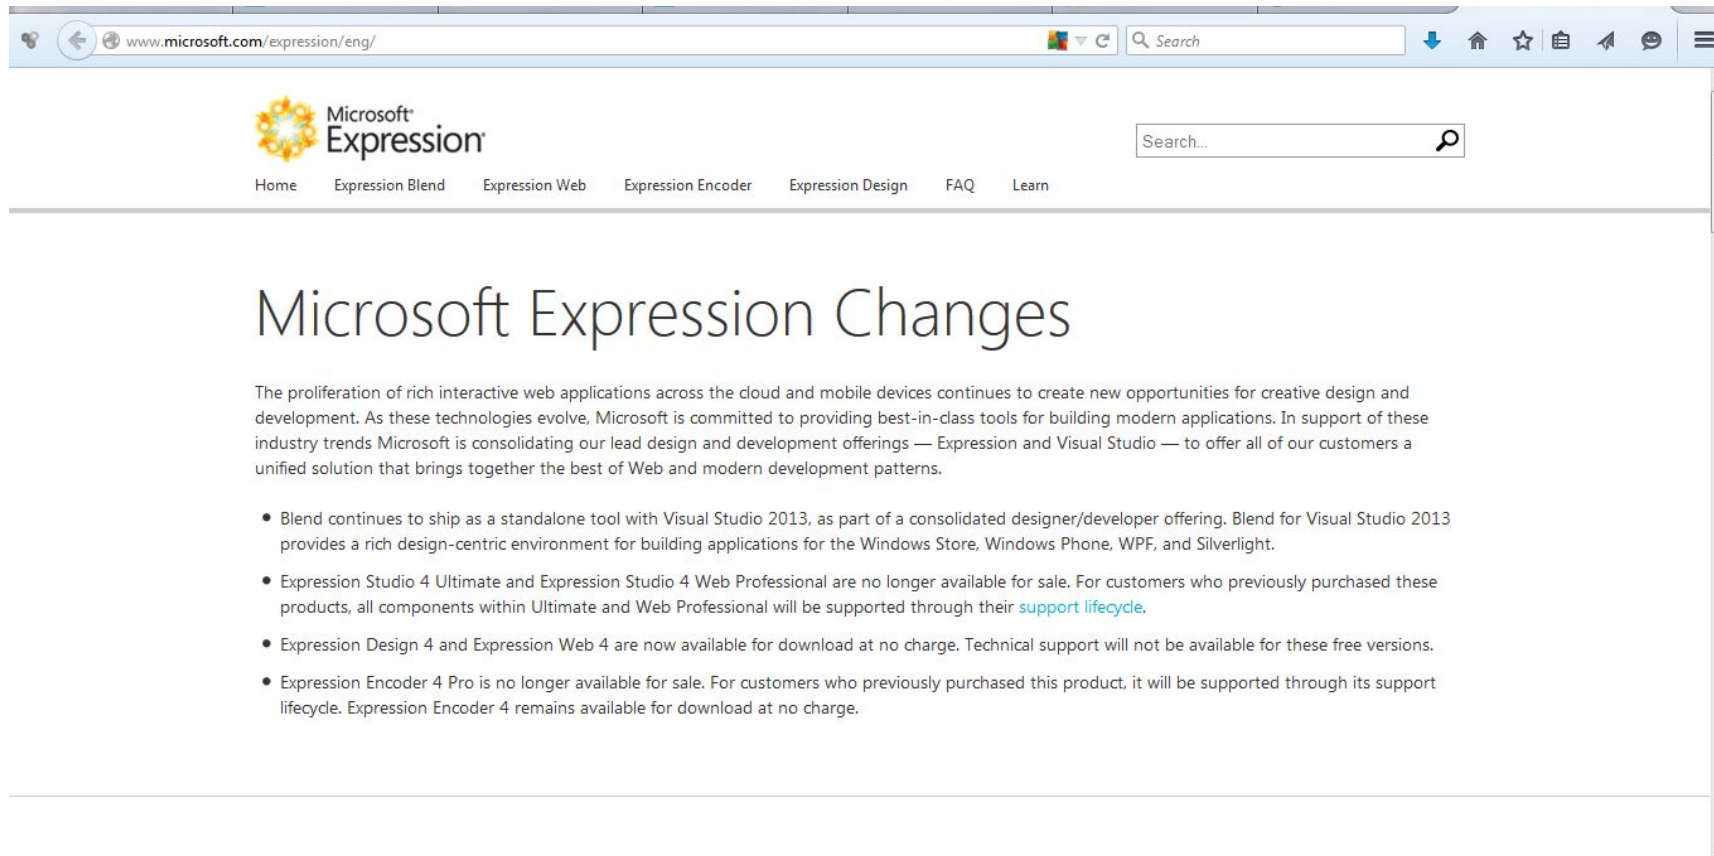 www.microsoft.com/expression/eng/
Search
Microsoft®
Expression®
Search...
Home Expression Blend Expression Web Expression Encoder Expression Design FAQ Learn
Microsoft Expression Changes
The proliferation of rich interactive web applications across the cloud and mobile devices continues to create new opportunities for creative design and
development. As these technologies evolve, Microsoft is committed to providing best-in-class tools for building modern applications. In support of these
industry trends Microsoft is consolidating our lead design and development offerings — Expression and Visual Studio — to offer all of our customers a
unified solution that brings together the best of Web and modern development patterns.
• Blend continues to ship as a standalone tool with Visual Studio 2013, as part of a consolidated designer/developer offering. Blend for Visual Studio 2013
provides a rich design-centric environment for building applications for the Windows Store, Windows Phone, WPF, and Silverlight.
• Expression Studio 4 Ultimate and Expression Studio 4 Web Professional are no longer available for sale. For customers who previously purchased these
products, all components within Ultimate and Web Professional will be supported through their support lifecycle.
• Expression Design 4 and Expression Web 4 are now available for download at no charge. Technical support will not be available for these free versions.
• Expression Encoder 4 Pro is no longer available for sale. For customers who previously purchased this product, it will be supported through its support
lifecycle. Expression Encoder 4 remains available for download at no charge.